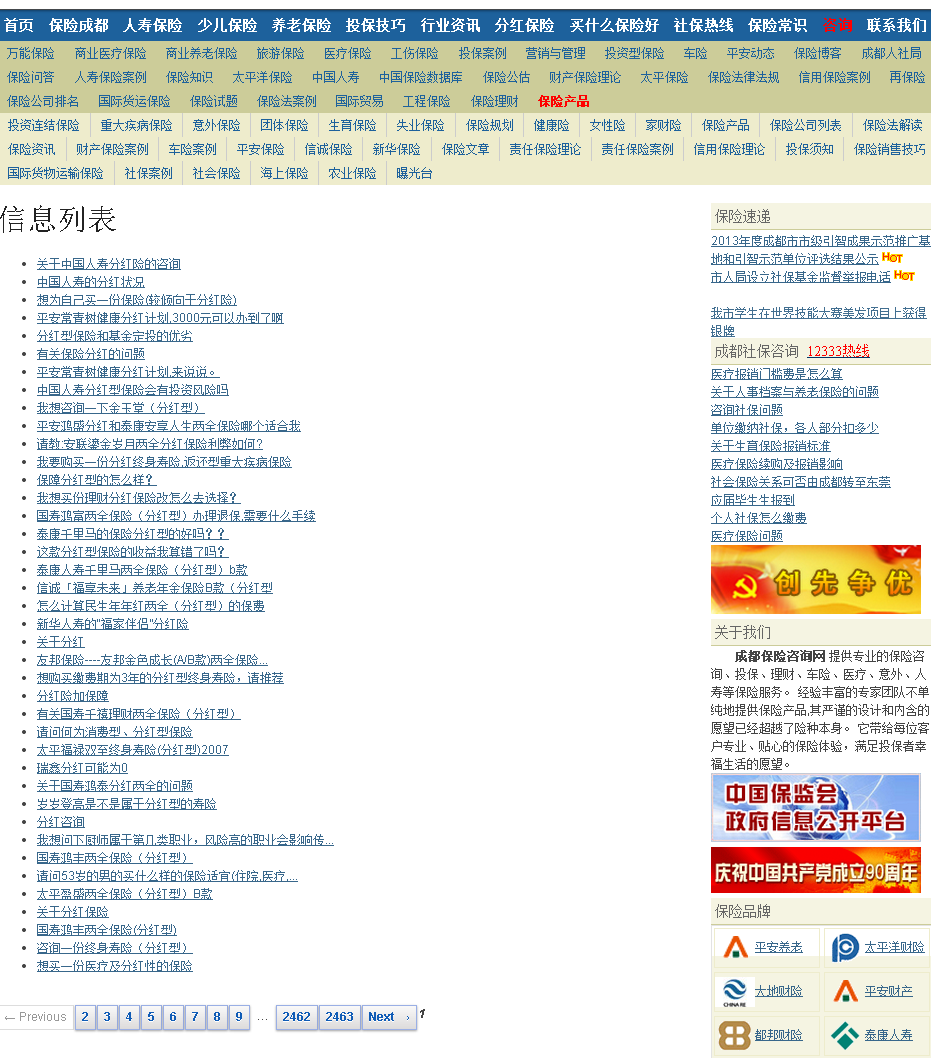 首页 保险成都 人寿保险 少儿保险 养老保险 投保技巧 行业资讯 分红保险 买什么保险好 社保热线 保险常识 咨询 联系我们
万能保险 商业医疗保险 商业养老保险 旅游保险 医疗保险 工伤保险 投保案例 营销与管理 投资型保险 车险 平安动态 保险博客 成都人社局
保险问答 人寿保险案例 保险知识 太平洋保险 中国人寿 中国保险数据库 保险公估 财产保险理论 太平保险 保险法律法规 信用保险案例 再保险
保险公司排名 国际货运保险 保险试题 保险法案例 国际贸易 工程保险 保险理财 保险产品
投资连结保险 重大疾病保险 意外保险 团体保险 生育保险 失业保险 保险规划 健康险 女性险 家财险 保险产品 保险公司列表 保险法解读
保险资讯 财产保险案例 车险案例 平安保险 信诚保险 新华保险 保险文章 责任保险理论 责任保险案例 信用保险理论 投保须知 保险销售技巧
国际货物运输保险 社保案例 社会保险 海上保险 农业保险 曝光台
信息列表
关于中国人寿分红险的咨询
中国人寿的分红状况
想为自己买一份保险(较倾向于分红险)
平安常青树健康分红计划,3000元可以办到了啊
分红型保险和基金定投的优劣
有关保险分红的问题
平安常青树健康分红计划,来说说。
中国人寿分红型保险会有投资风险吗
我想咨询一下金玉堂（分红型）
平安鸿盛分红和泰康安享人生两全保险哪个适合我
请教:安联鎏金岁月两全分红保险利弊如何?
我要购买一份分红终身寿险,返还型重大疾病保险
保障分红型的怎么样？
我想买份理财分红保险改怎么去选择？
国寿鸿富两全保险（分红型）办理退保,需要什么手续
泰康千里马的保险分红型的好吗？？
这款分红型保险的收益我算错了吗？
泰康人寿千里马两全保险（分红型）b款
信诚「福享未来」养老年金保险B款（分红型
怎么计算民生年年红两全（分红型）的保费
新华人寿的"福家伴侣"分红险
关于分红
友邦保险----友邦金色成长(A/B款)两全保险...
想购买缴费期为3年的分红型终身寿险，请推荐
分红险加保障
有关国寿千禧理财两全保险（分红型）
请问何为消费型、分红型保险
太平福禄双至终身寿险(分红型)2007
瑞鑫分红可能为0
关于国寿鸿泰分红两全的问题
岁岁登高是不是属于分红型的寿险
分红咨询
我想问下厨师属于第几类职业，风险高的职业会影响传...
国寿鸿丰两全保险（分红型）
请问53岁的男的买什么样的保险适宜(住院,医疗,...
太平盈盛两全保险（分红型）B款
关于分红保险
国寿鸿丰两全保险(分红型)
咨询一份终身寿险（分红型）
想买一份医疗及分红性的保险
← Previous 2 3 4 5 6 7 8 9 ... 2462 2463 Next › 1
保险速递
2013年度成都市市级引智成果示范推广基
地和引智示范单位评选结果公示 HOT
市人局设立社保基金监督举报电话 HOT
我市学生在世界技能大赛美发项目上获得
银牌
成都社保咨询 12333热线
医疗报销门槛费是怎么算
关于人事档案与养老保险的问题
咨询社保问题
单位缴纳社保，各人部分扣多少
关于生育保险报销标准
医疗保险续购及报销影响
社会保险关系可否由成都转至东莞
应届毕生生报到
个人社保怎么缴费
医疗保险问题
创先争优
关于我们
成都保险咨询网 提供专业的保险咨
询、投保、理财、车险、医疗、意外、人
寿等保险服务。 经验丰富的专家团队不单
纯地提供保险产品,其严谨的设计和内含的
愿望已经超越了险种本身。 它带给每位客
户专业、贴心的保险体验，满足投保者幸
福生活的愿望。
中国保监会
政府信息公开平台
庆祝中国共产党成立90周年
保险品牌
平安养老 太平洋财险
CHINA RE 大地财险 平安财产
都邦财险 泰康人寿